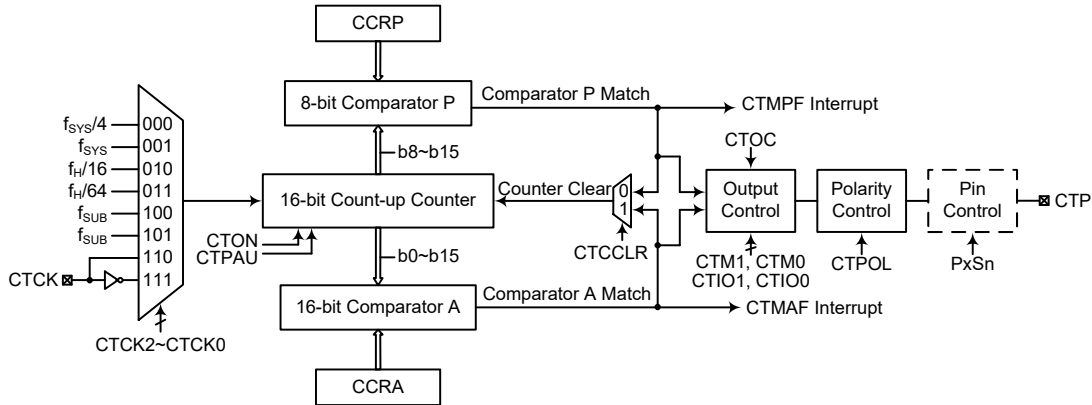 CCRP
8-bit Comparator P
Comparator P Match
CTMPF Interrupt
b8~b15
fSYS/4
fSYS
fH/16
fH/64
fSUB
fSUB
000
001
010
011
100
101
110
111
CTCK
CTCK2~CTCK0
16-bit Count-up Counter
CTON
CTPAU
Counter Clear
0
1
CTCCLR
CTOC
Output
Control
CTM1, CTM0
CTIO1, CTIO0
Polarity
Control
CTPOL
Pin
Control
PxSn
CTP
b0~b15
16-bit Comparator A
Comparator A Match
CTMAF Interrupt
CCRA